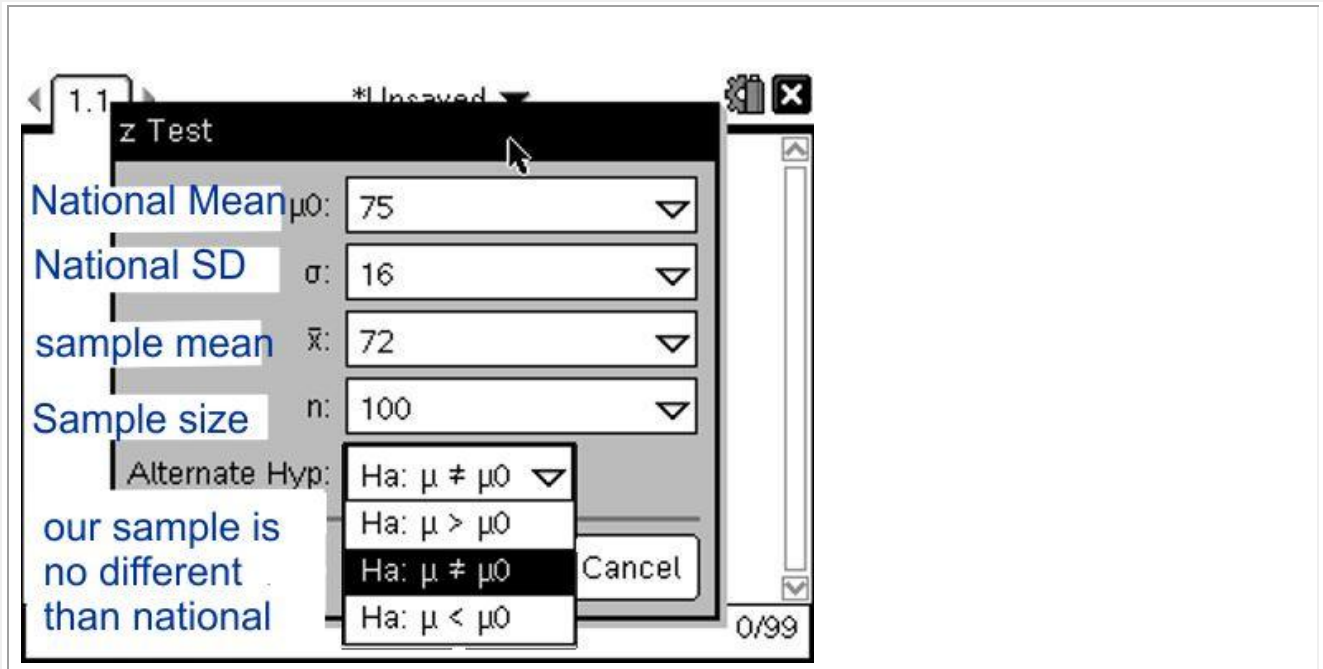 1.1 *Unsaved
z Test
National Mean μ0: 75
National SD σ: 16
sample mean x̄: 72
Sample size n: 100
Alternate Hyp: Ha: μ ≠ μ0
our sample is
no different
than national
Ha: μ > μ0
Ha: μ ≠ μ0
Ha: μ < μ0
Cancel
0/99